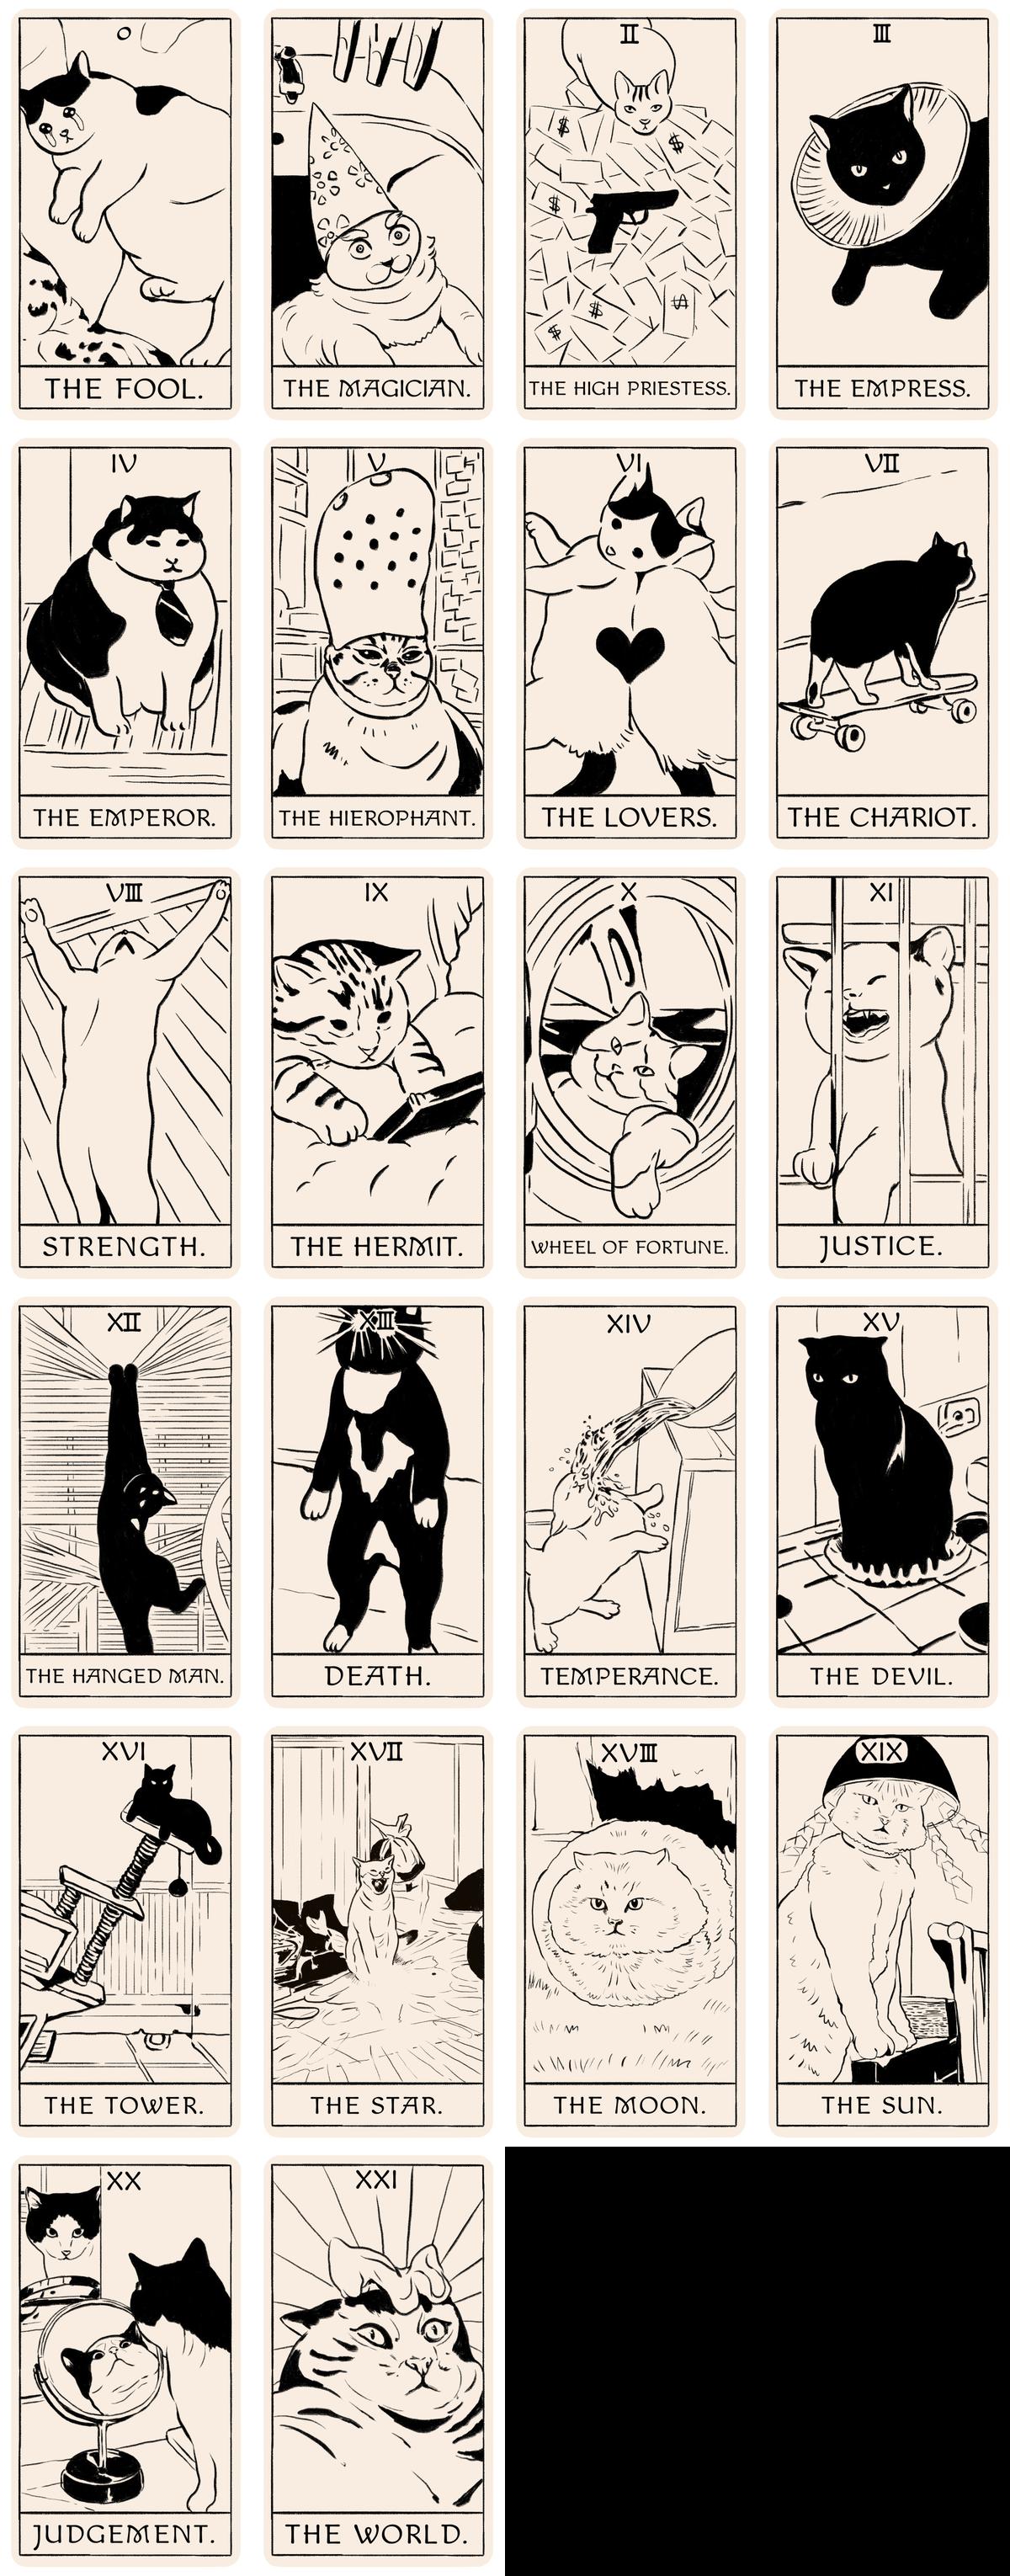 O
THE FOOL.
I
THE MAGICIAN.
II
$
$
$
$
$
$
THE HIGH PRIESTESS.
III
THE EMPRESS.
IV
THE EMPEROR.
V
THE HIEROPHANT.
VI
THE LOVERS.
VII
THE CHARIOT.
VIII
STRENGTH.
IX
THE HERMIT.
X
WHEEL OF FORTUNE.
XI
JUSTICE.
XII
THE HANGED MAN.
XIII
DEATH.
XIV
TEMPERANCE.
XV
THE DEVIL.
XVI
THE TOWER.
XVII
THE STAR.
XVIII
THE MOON.
XIX
THE SUN.
XX
JUDGEMENT.
XXI
THE WORLD.